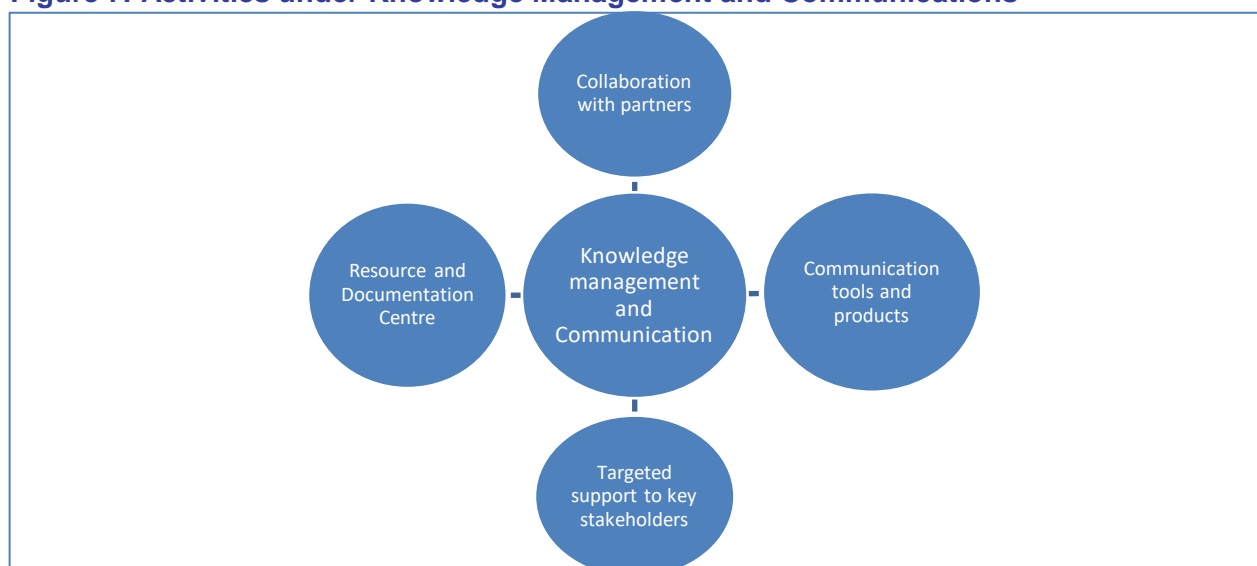 Figure 7: Activities under Knowledge Management and Communications
Collaboration
with partners
Resource and
Documentation
Centre
Knowledge
management
and
Communication
Communication
tools and
products
Targeted
support to key
stakeholders